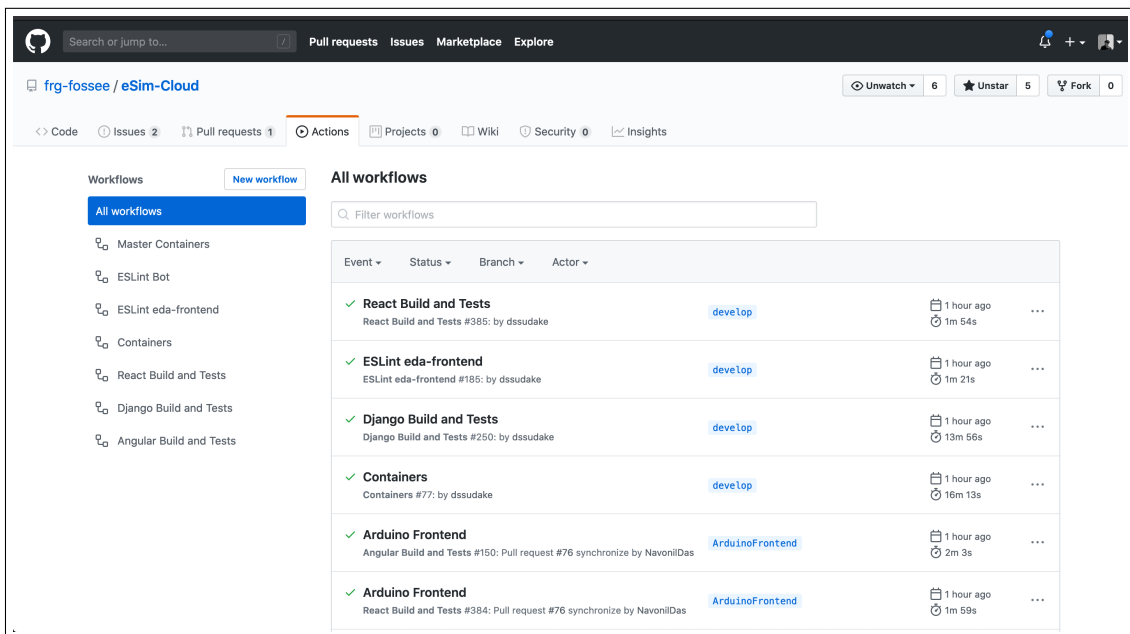 Search or jump to... /
Pull requests Issues Marketplace Explore
frg-fossee / eSim-Cloud
Unwatch 6 Unstar 5 Fork 0
Code Issues 2 Pull requests 1 Actions Projects 0 Wiki Security 0 Insights
Workflows
New workflow
All workflows
Master Containers
ESLint Bot
ESLint eda-frontend
Containers
React Build and Tests
Django Build and Tests
Angular Build and Tests
All workflows
Filter workflows
Event Status Branch Actor
React Build and Tests
React Build and Tests #385: by dssudake
develop
1 hour ago
1m 54s
ESLint eda-frontend
ESLint eda-frontend #185: by dssudake
develop
1 hour ago
1m 21s
Django Build and Tests
Django Build and Tests #250: by dssudake
develop
1 hour ago
13m 56s
Containers
Containers #77: by dssudake
develop
1 hour ago
16m 13s
Arduino Frontend
Angular Build and Tests #150: Pull request #76 synchronize by NavonilDas
ArduinoFrontend
1 hour ago
2m 3s
Arduino Frontend
React Build and Tests #384: Pull request #76 synchronize by NavonilDas
ArduinoFrontend
1 hour ago
1m 59s